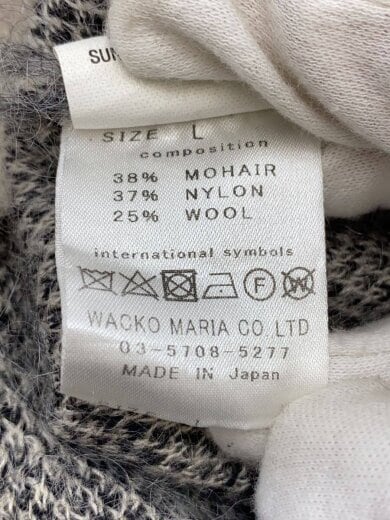 SUN
SIZE L
composition
38% MOHAIR
37% NYLON
25% WOOL
international symbols
F W
WACKO MARIA CO LTD
03-5708-5277
MADE IN Japan